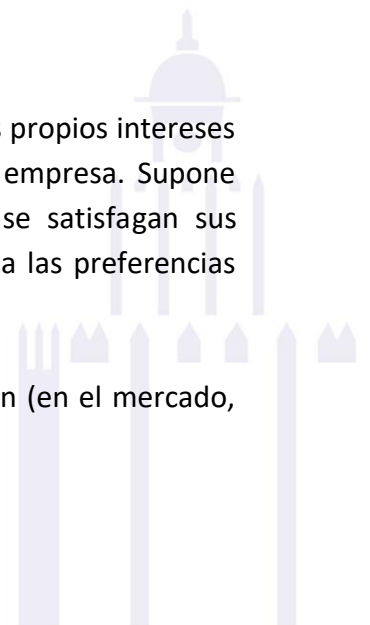 propios intereses
empresa. Supone
se satisfagan sus
a las preferencias
n (en el mercado,